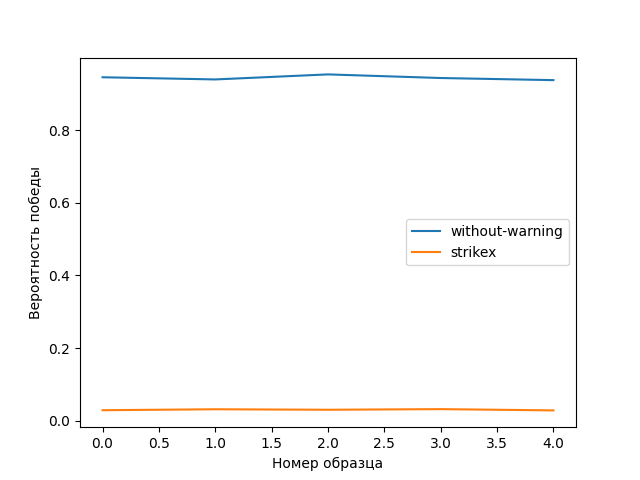 0.8
0.6
0.4
0.2
0.0
Вероятность победы
without-warning
strikex
0.0 0.5 1.0 1.5 2.0 2.5 3.0 3.5 4.0
Номер образца